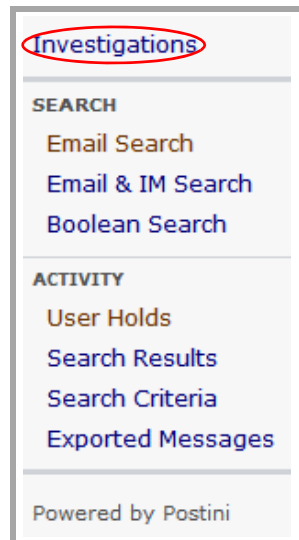 Investigations
SEARCH
Email Search
Email & IM Search
Boolean Search
ACTIVITY
User Holds
Search Results
Search Criteria
Exported Messages
Powered by Postini